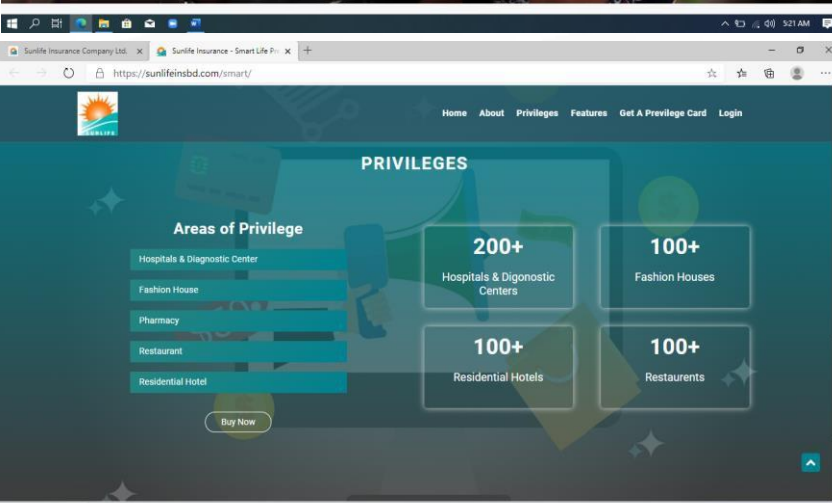 5:21 AM
Sunlife Insurance Company Ltd.
Sunlife Insurance - Smart Life Pri
https://sunlifeinsbd.com/smart/
SUNLIFE
Home About Privileges Features Get A Previlege Card Login
PRIVILEGES
Areas of Privilege
Hospitals & Diagnostic Center
Fashion House
Pharmacy
Restaurant
Residential Hotel
Buy Now
200+
Hospitals & Digonostic
Centers
100+
Fashion Houses
100+
Residential Hotels
100+
Restaurents